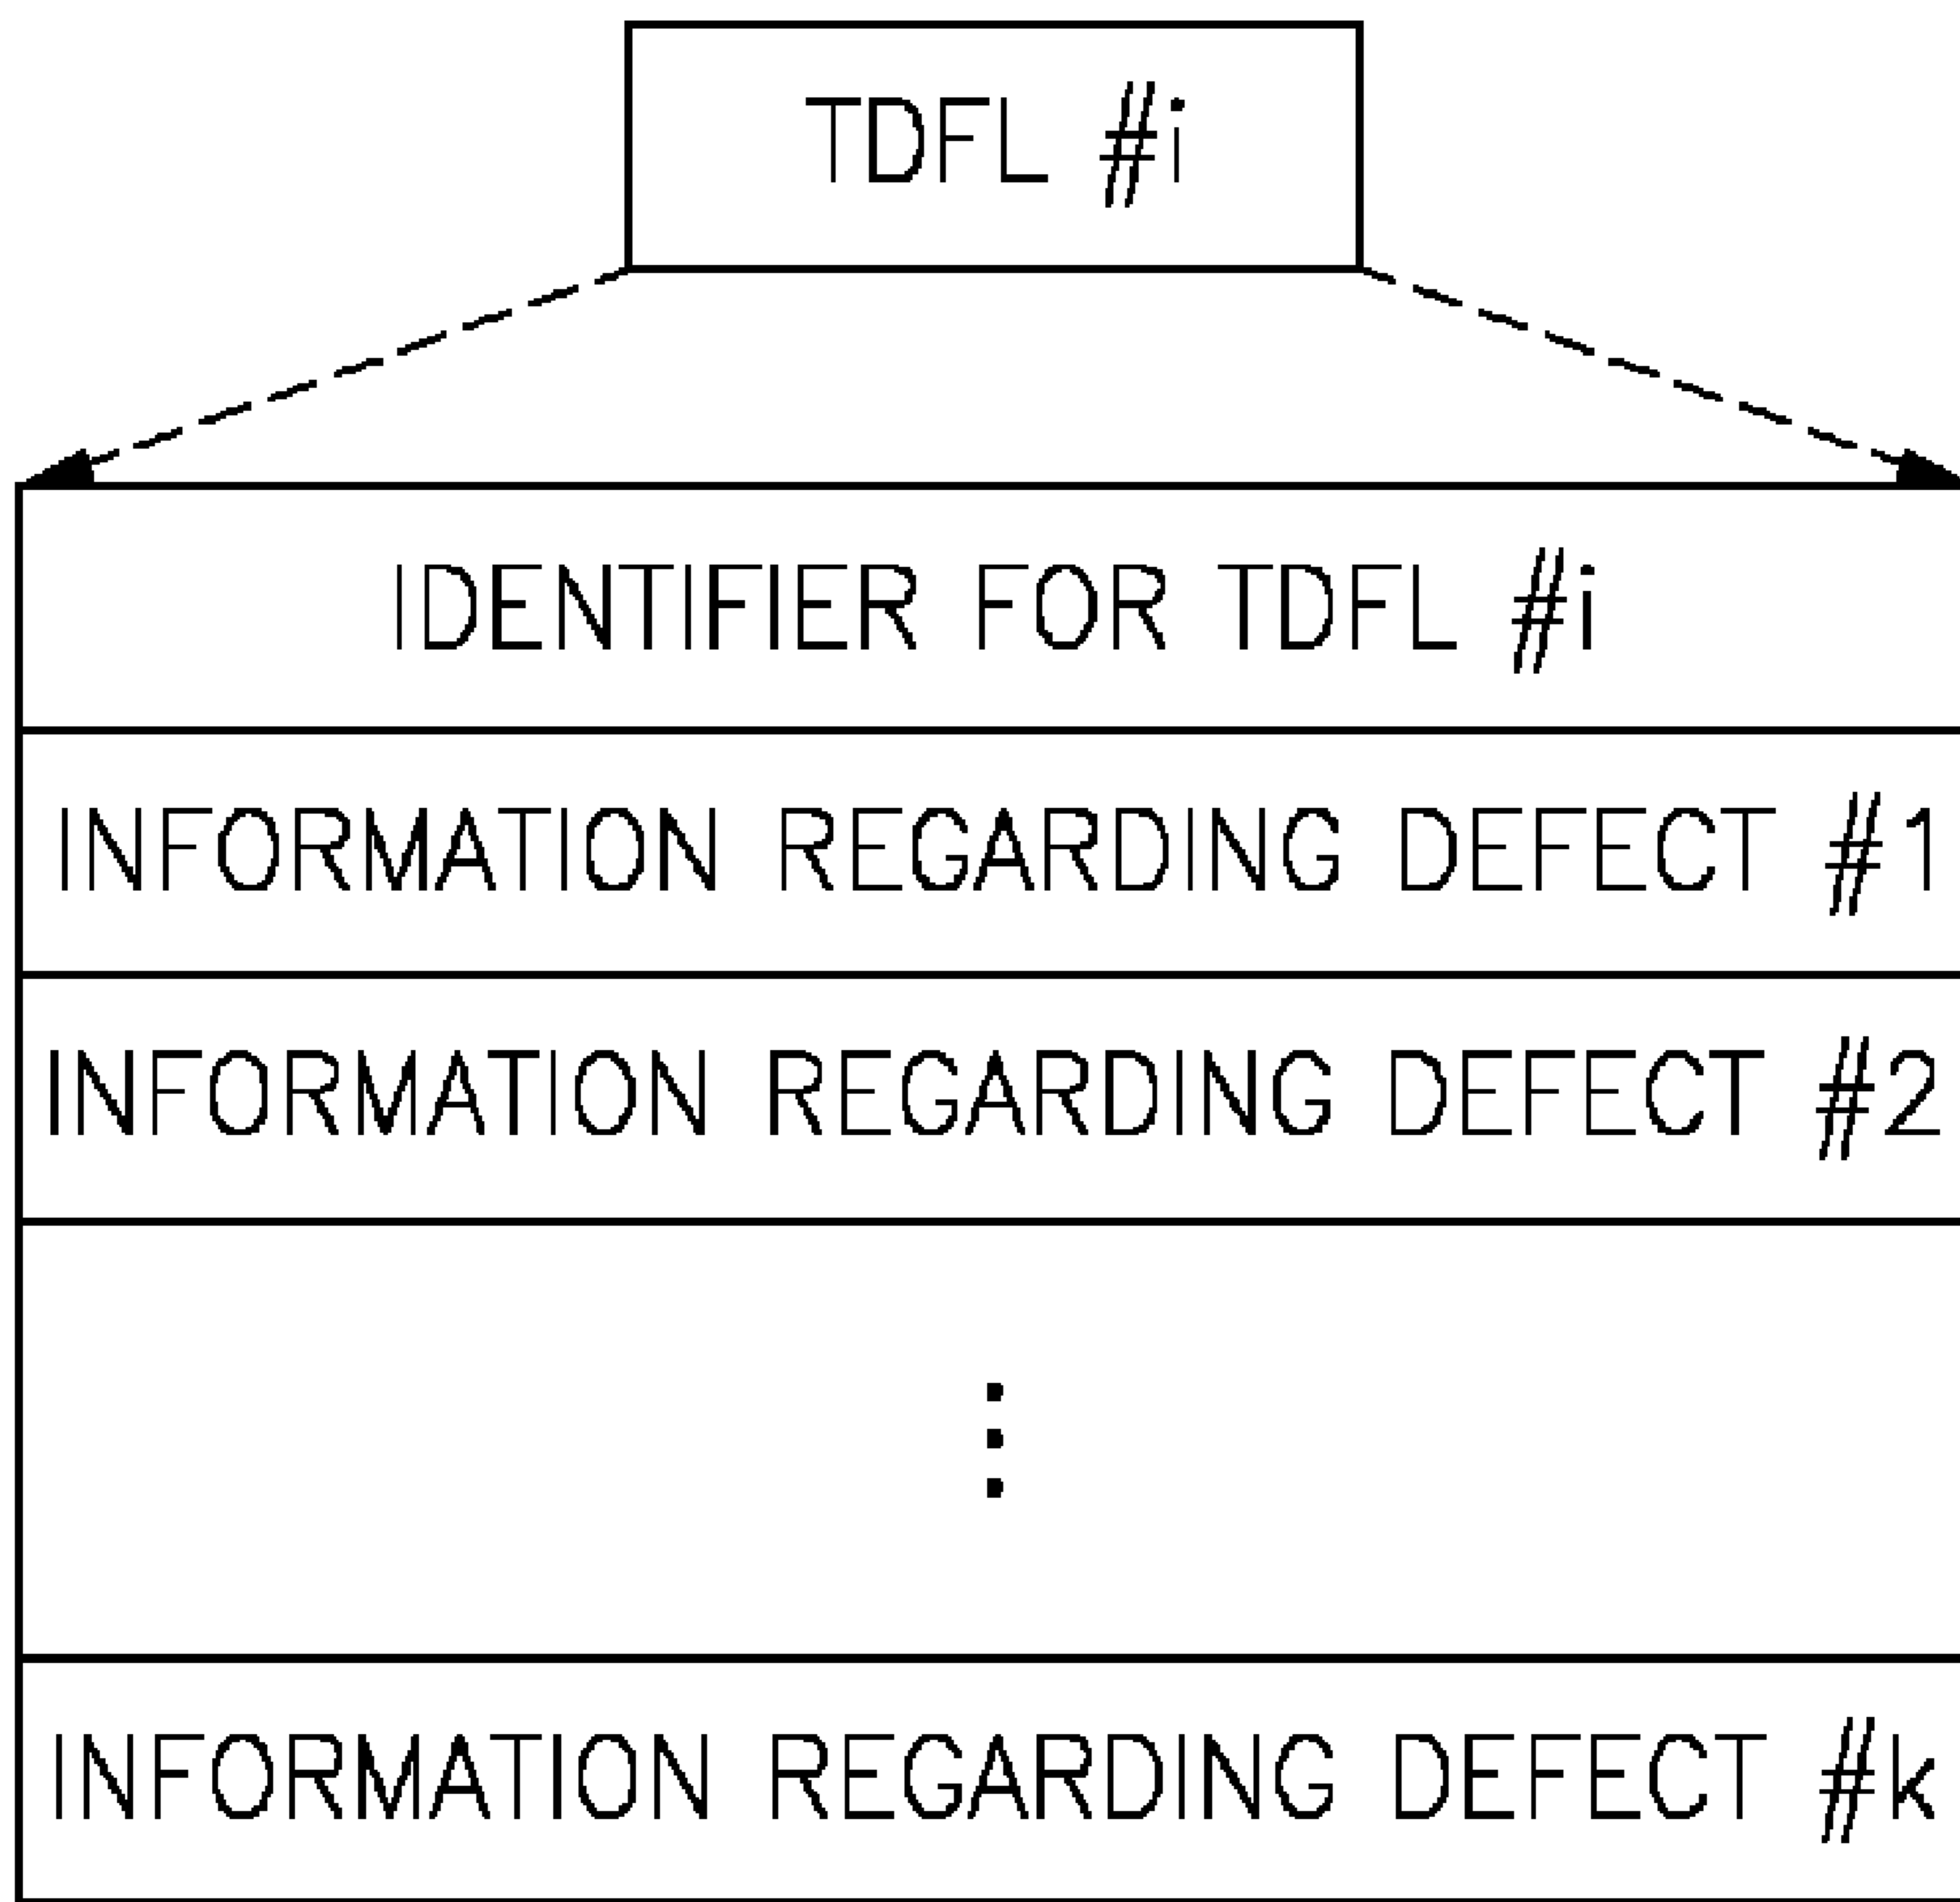 TDFL #i
IDENTIFIER FOR TDFL #i
INFORMATION REGARDING DEFECT #1
INFORMATION REGARDING DEFECT #2
INFORMATION REGARDING DEFECT #k